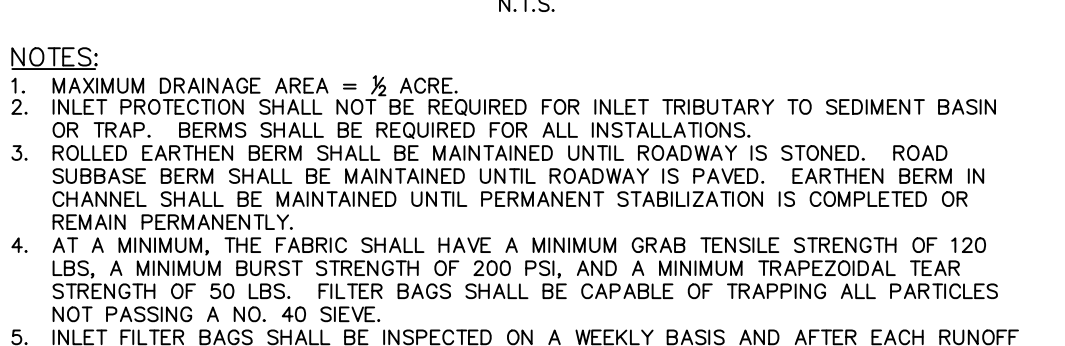 N.T.S.
NOTES:
1. MAXIMUM DRAINAGE AREA = ½ ACRE.
2. INLET PROTECTION SHALL NOT BE REQUIRED FOR INLET TRIBUTARY TO SEDIMENT BASIN
OR TRAP. BERMS SHALL BE REQUIRED FOR ALL INSTALLATIONS.
3. ROLLED EARTHEN BERM SHALL BE MAINTAINED UNTIL ROADWAY IS STONED. ROAD
SUBBASE BERM SHALL BE MAINTAINED UNTIL ROADWAY IS PAVED. EARTHEN BERM IN
CHANNEL SHALL BE MAINTAINED UNTIL PERMANENT STABILIZATION IS COMPLETED OR
REMAIN PERMANENTLY.
4. AT A MINIMUM, THE FABRIC SHALL HAVE A MINIMUM GRAB TENSILE STRENGTH OF 120
LBS, A MINIMUM BURST STRENGTH OF 200 PSI, AND A MINIMUM TRAPEZOIDAL TEAR
STRENGTH OF 50 LBS. FILTER BAGS SHALL BE CAPABLE OF TRAPPING ALL PARTICLES
NOT PASSING A NO. 40 SIEVE.
5. INLET FILTER BAGS SHALL BE INSPECTED ON A WEEKLY BASIS AND AFTER EACH RUNOFF